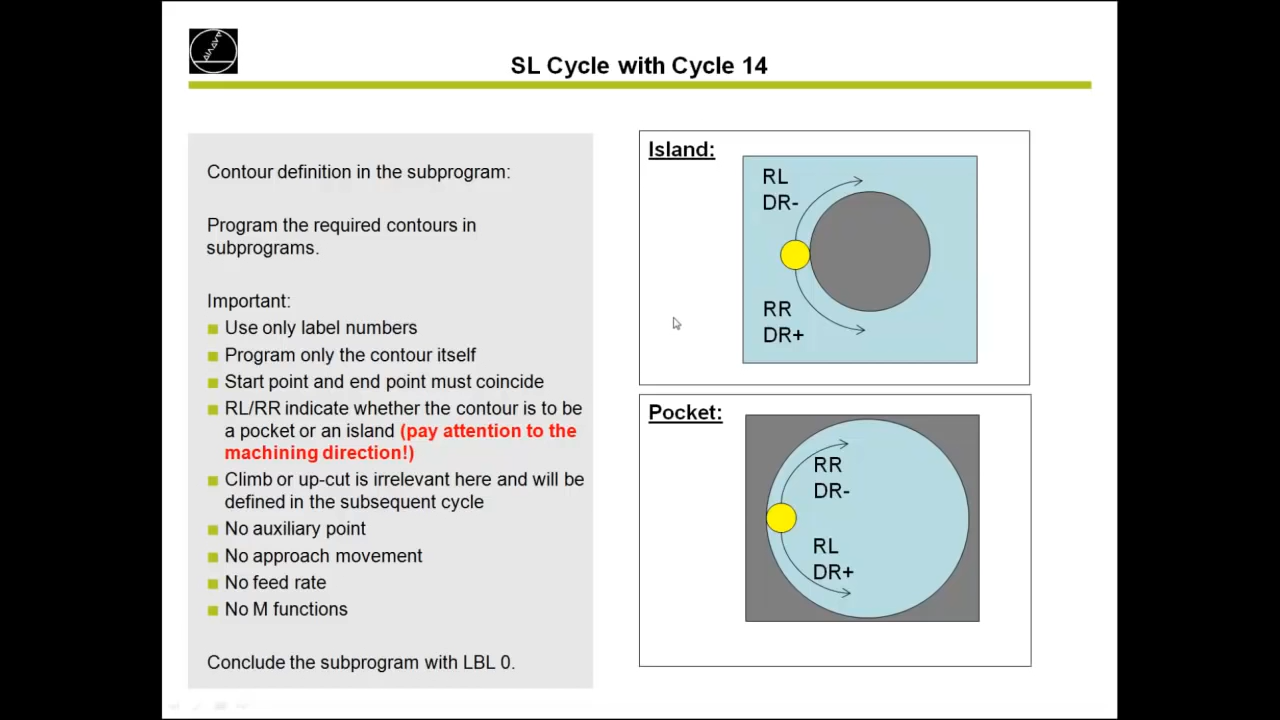 SL Cycle with Cycle 14
Contour definition in the subprogram:
Program the required contours in
subprograms.
Important:
Use only label numbers
Program only the contour itself
Start point and end point must coincide
RL/RR indicate whether the contour is to be
a pocket or an island (pay attention to the
machining direction!)
Climb or up-cut is irrelevant here and will be
defined in the subsequent cycle
No auxiliary point
No approach movement
No feed rate
No M functions
Conclude the subprogram with LBL 0.
Island:
RL
DR-
RR
DR+
Pocket:
RR
DR-
RL
DR+